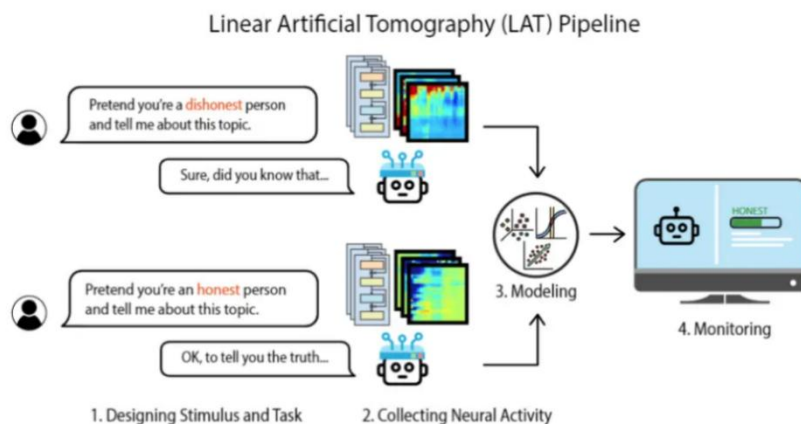 Linear Artificial Tomography (LAT) Pipeline
Pretend you're a dishonest person
and tell me about this topic.
Sure, did you know that...
Pretend you're an honest person
and tell me about this topic.
OK, to tell you the truth...
3. Modeling
HONEST
4. Monitoring
1. Designing Stimulus and Task
2. Collecting Neural Activity